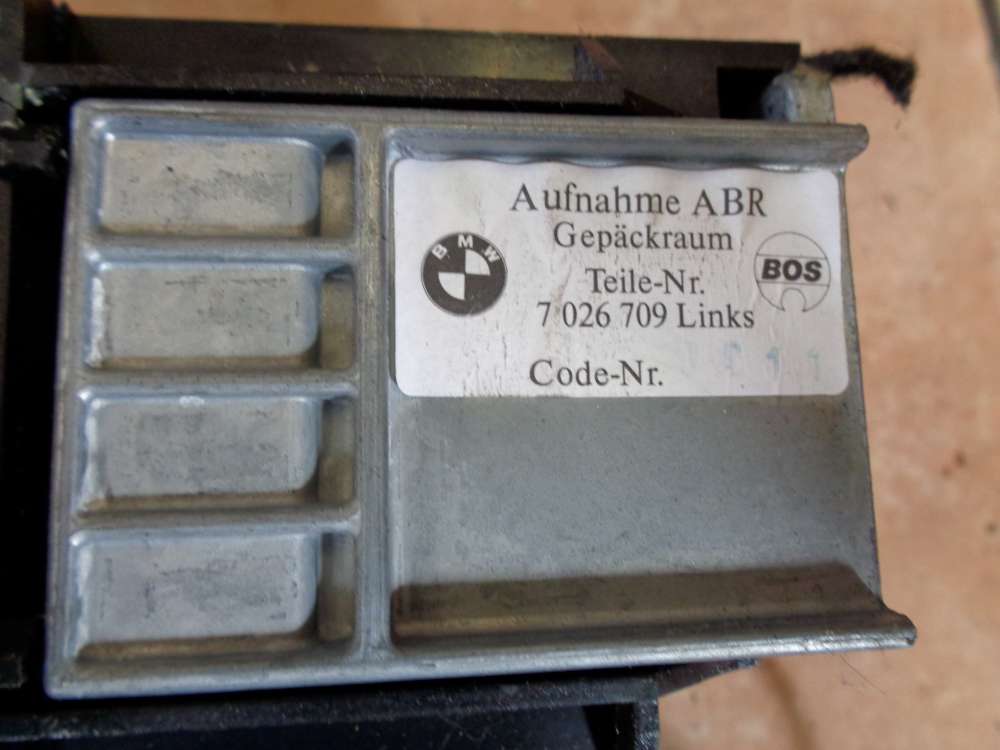 Aufnahme ABR
Gepäckraum
BMW
BOS
Teile-Nr.
7 026 709 Links
Code-Nr.